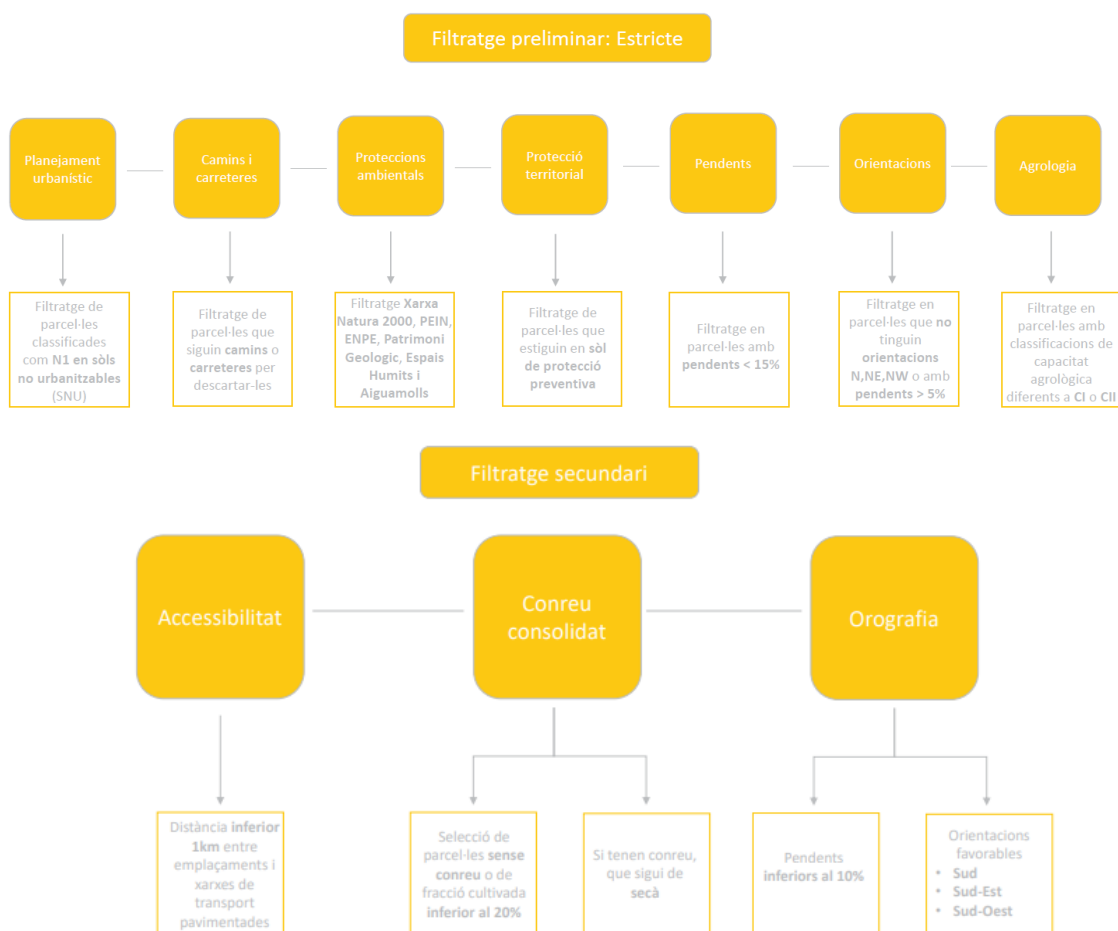 Filtratge preliminar: Estricte
Planejament
urbanístic
Camins i
carreteres
Proteccions
ambientals
Protecció
territorial
Pendents
Orientacions
Agrologia
Filtratge de
parcel·les
classificades
com N1 en sòls
no urbanitzables
(SNU)
Filtratge de
parcel·les que
siguin camins o
carreteres per
descartar-les
Filtratge Xarxa
Natura 2000, PEIN,
ENPE, Patrimoni
Geologic, Espais
Humits i
Aiguamolls
Filtratge de
parcel·les que
estiguin en sòl
de protecció
preventiva
Filtratge en
parcel·les amb
pendents < 15%
Filtratge en
parcel·les que no
tinguin
orientacions
N,NE,NW o amb
pendents > 5%
Filtratge en
parcel·les amb
classificacions de
capacitat
agrològica
diferents a CI o CII
Filtratge secundari
Accessibilitat
Conreu
consolidat
Orografia
Distància inferior
1km entre
emplaçaments i
xarxes de
transport
pavimentades
Selecció de
parcel·les sense
conreu o de
fracció cultivada
inferior al 20%
Si tenen conreu,
que sigui de
secà
Pendents
inferiors al 10%
Orientacions
favorables
• Sud
• Sud-Est
• Sud-Oest